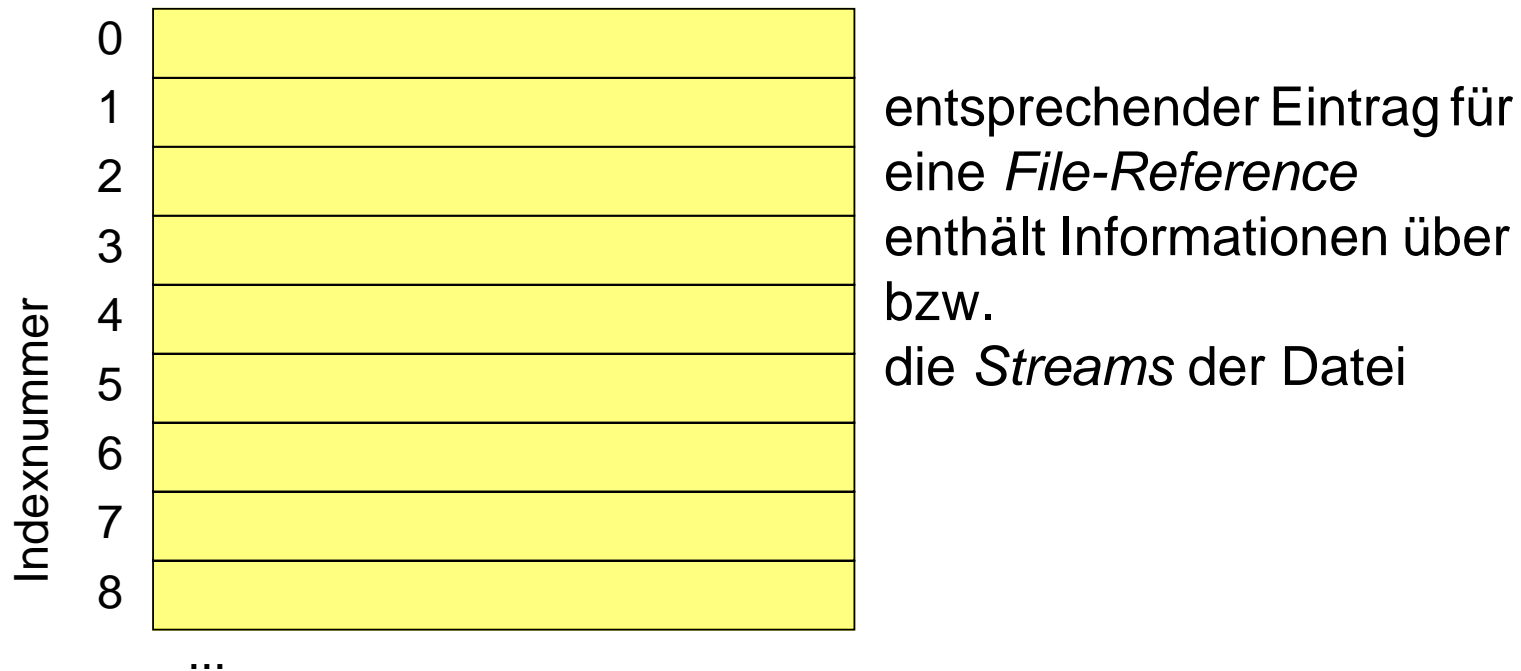 Indexnummer
0
1
2
3
4
5
6
7
8
...
entsprechender Eintrag für
eine File-Reference
enthält Informationen über
bzw.
die Streams der Datei